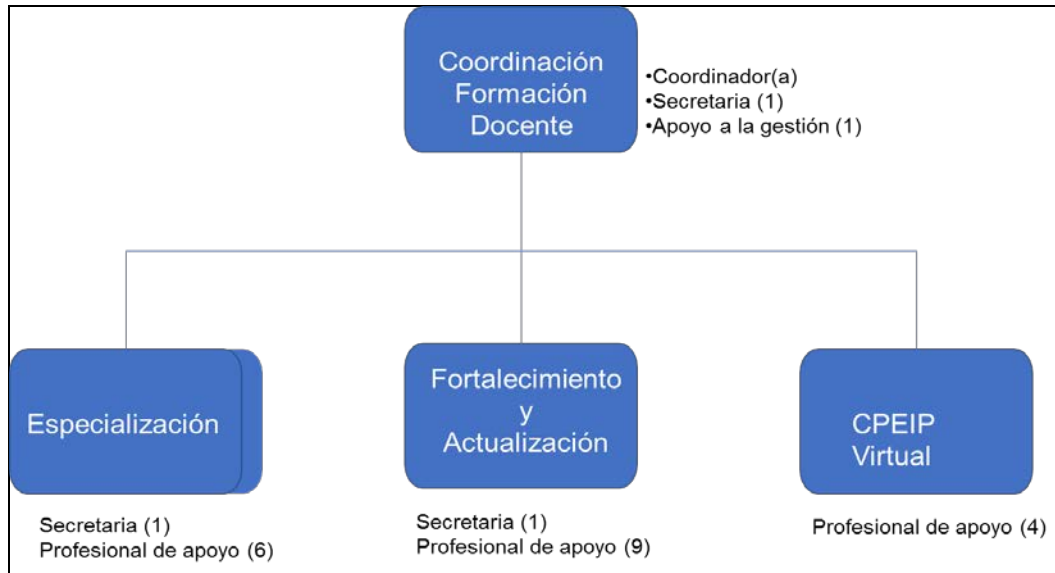 Coordinación
Formación
Docente
•Coordinador(a)
•Secretaria (1)
•Apoyo a la gestión (1)
Especialización
Secretaria (1)
Profesional de apoyo (6)
Fortalecimiento
y
Actualización
Secretaria (1)
Profesional de apoyo (9)
CPEIP
Virtual
Profesional de apoyo (4)